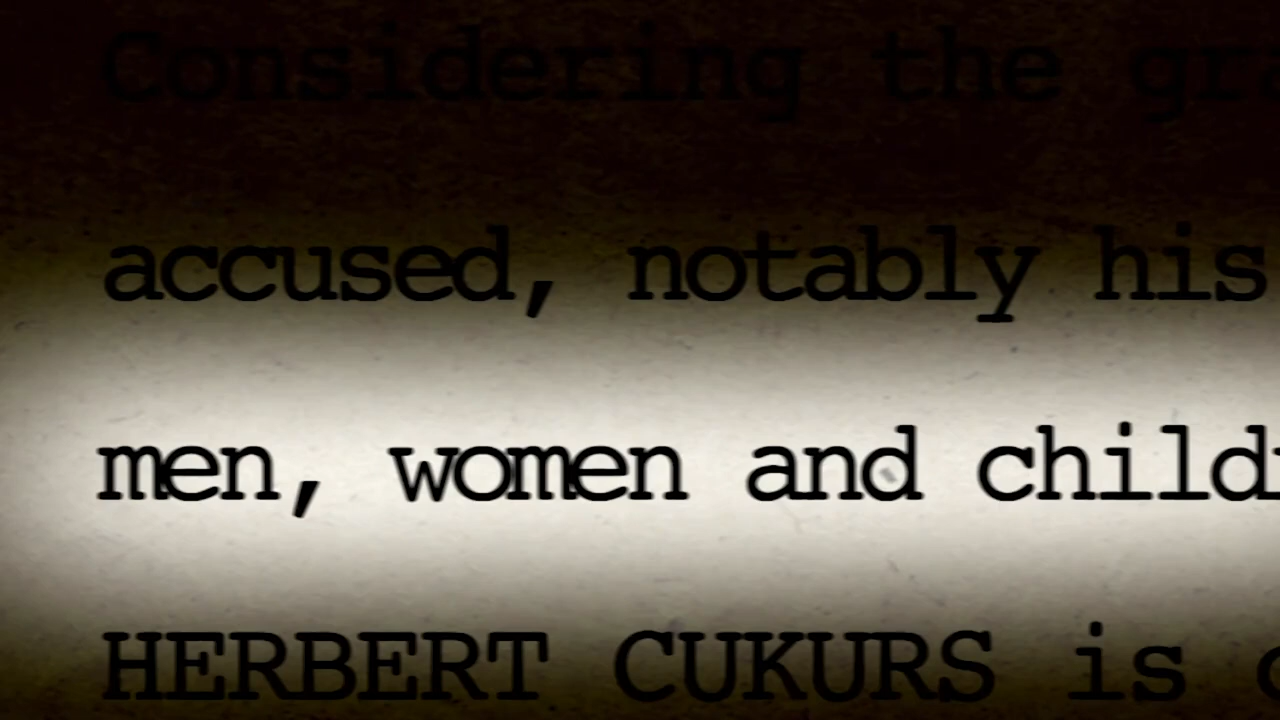 Considering the
accused, notably his
men, women and
HERBERT CUKURS is